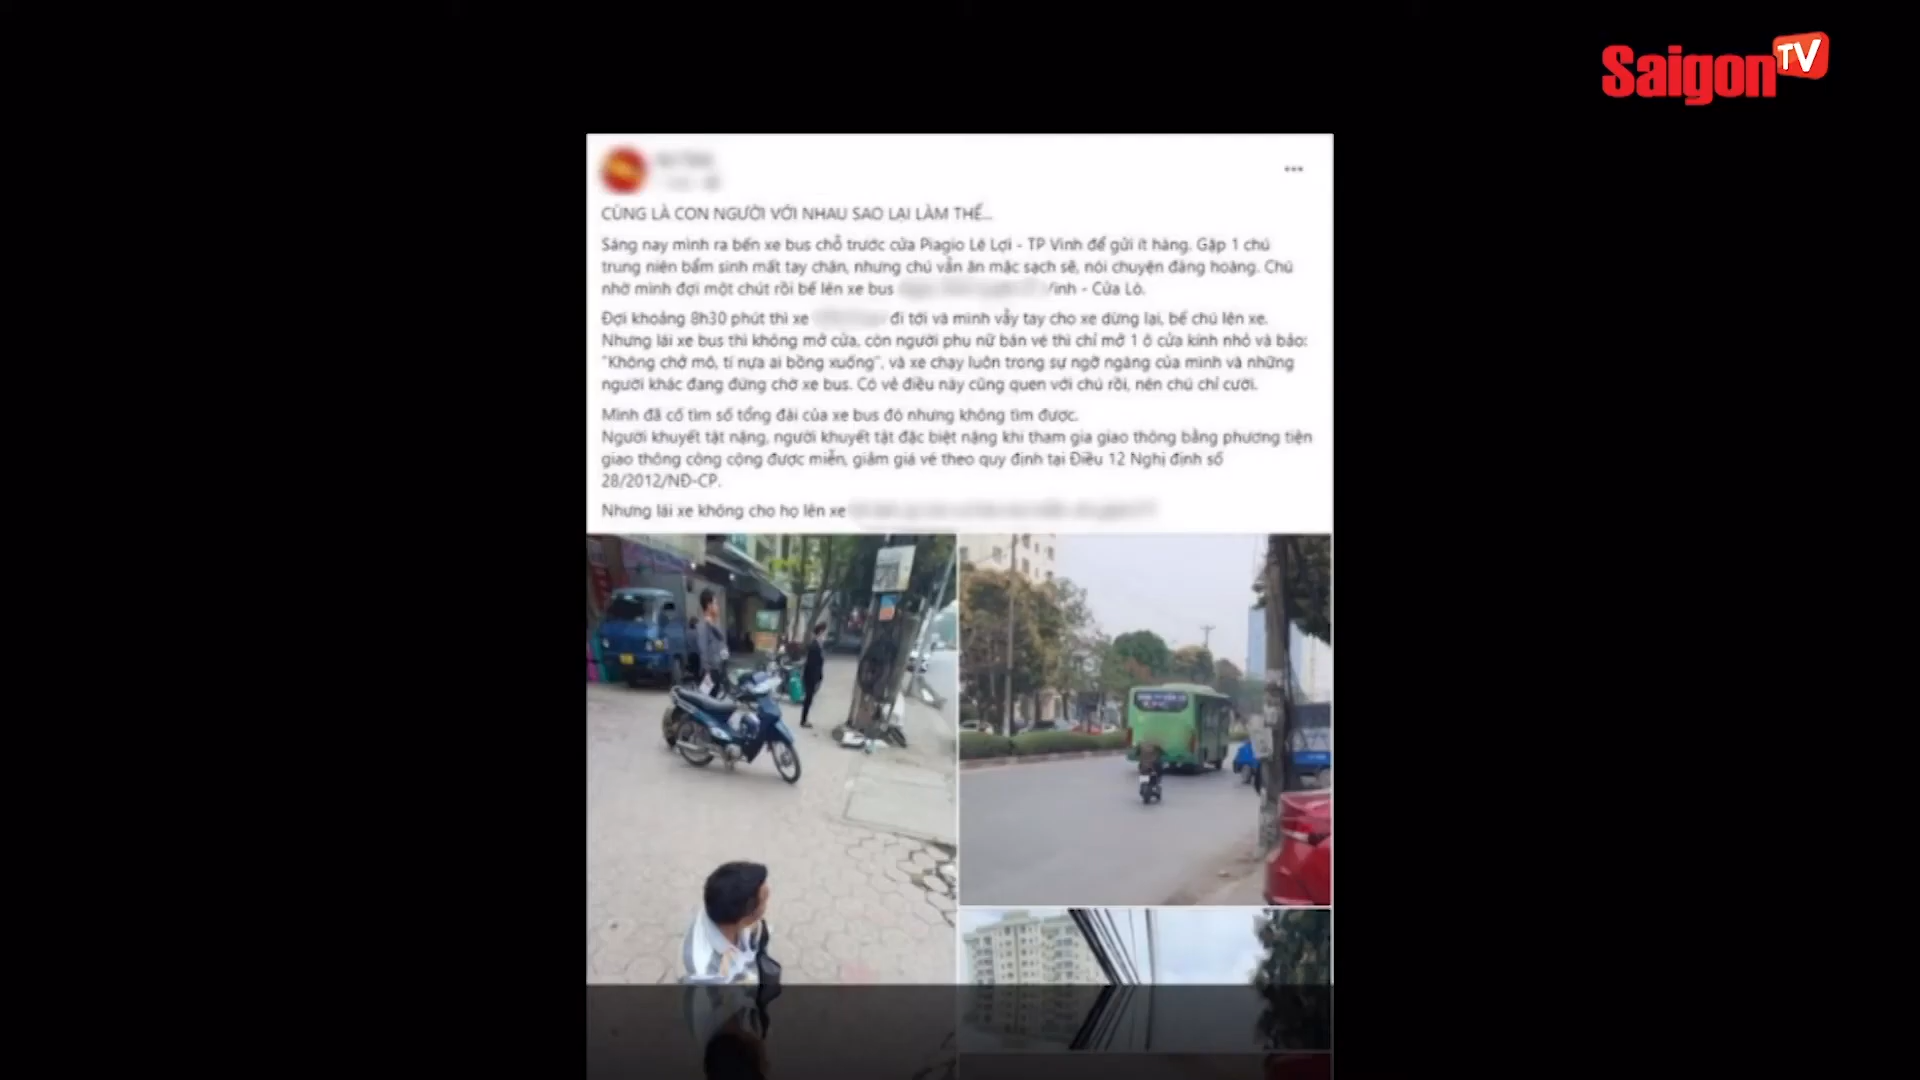 Saigon TV
CÙNG LÀ CON NGƯỜI VỚI NHAU SAO LẠI LÀM THẾ...
Sáng nay mình ra bến xe bus chỗ trước cửa Piagio Lê Lợi - TP Vinh để gửi ít hàng. Gặp 1 chú
trung niên bẩm sinh mất tay chân, nhưng chú vẫn ăn mặc sạch sẽ, nói chuyện đàng hoàng. Chú
nhờ mình đợi một chút rồi bế lên xe bus Vinh - Cửa Lò.
Đợi khoảng 8h30 phút thì xe đi tới và mình vẫy tay cho xe dừng lại, bế chú lên xe.
Nhưng lái xe bus thì không mở cửa, còn người phụ nữ bán vé thì chỉ mở 1 ô cửa kính nhỏ và bảo:
"Không chở mô, tí nựa ai bồng xuống", và xe chạy luôn trong sự ngỡ ngàng của mình và những
người khác đang đứng chờ xe bus. Có vẻ điều này cũng quen với chú rồi, nên chú chỉ cười.
Mình đã cố tìm số tổng đài của xe bus đó nhưng không tìm được.
Người khuyết tật nặng, người khuyết tật đặc biệt nặng khi tham gia giao thông bằng phương tiện
giao thông công cộng được miễn, giảm giá vé theo quy định tại Điều 12 Nghị định số
28/2012/NĐ-CP.
Nhưng lái xe không cho họ lên xe